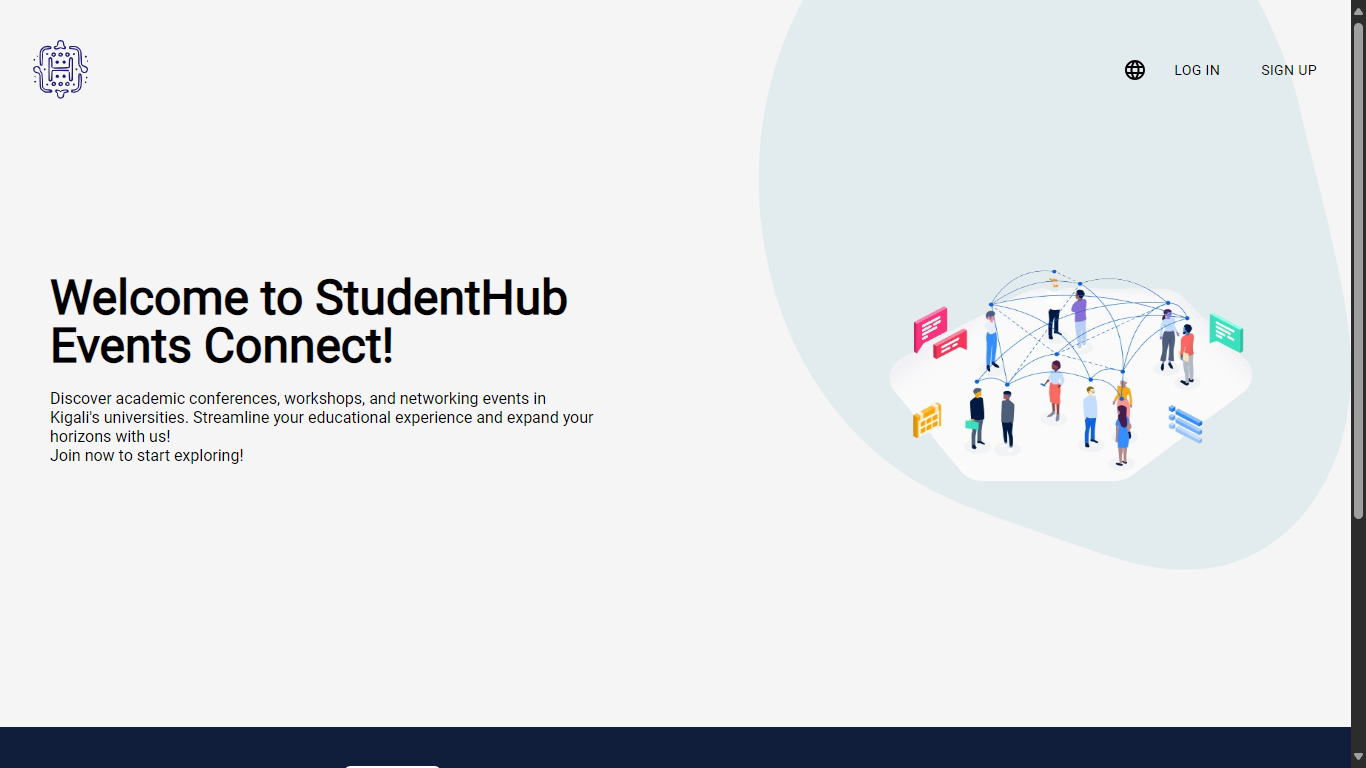 LOG IN
SIGN UP
Welcome to StudentHub
Events Connect!
Discover academic conferences, workshops, and networking events in
Kigali's universities. Streamline your educational experience and expand your
horizons with us!
Join now to start exploring!